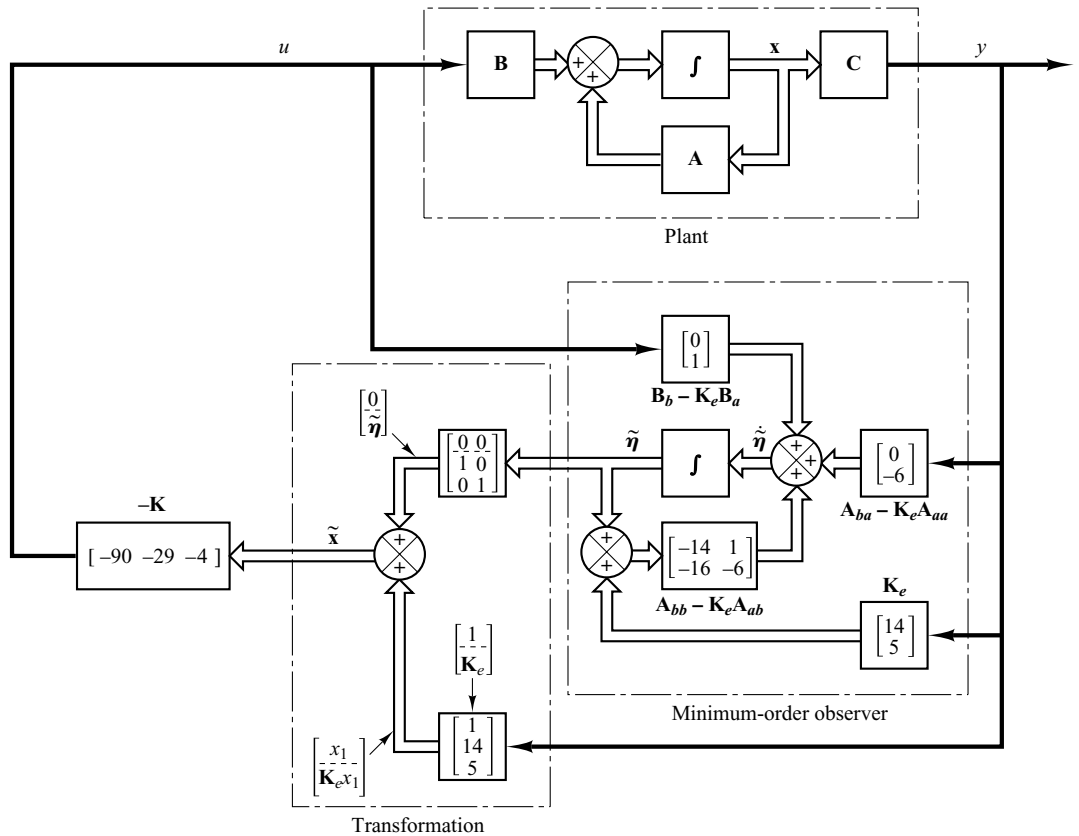 u
y
B
+
+
∫
x
C
A
Plant
[0
1]
B_b – K_e B_a
[0
η̃]
[0 0
1 0
0 1]
η̃
∫
η̃̇
+
+
+
[0
–6]
A_ba – K_e A_aa
–K
[ –90 –29 –4 ]
x̃
+
+
+
+
[–14 1
–16 –6]
A_bb – K_e A_ab
K_e
[14
5]
[1
K_e]
Minimum-order observer
[x_1
K_e x_1]
[1
14
5]
Transformation